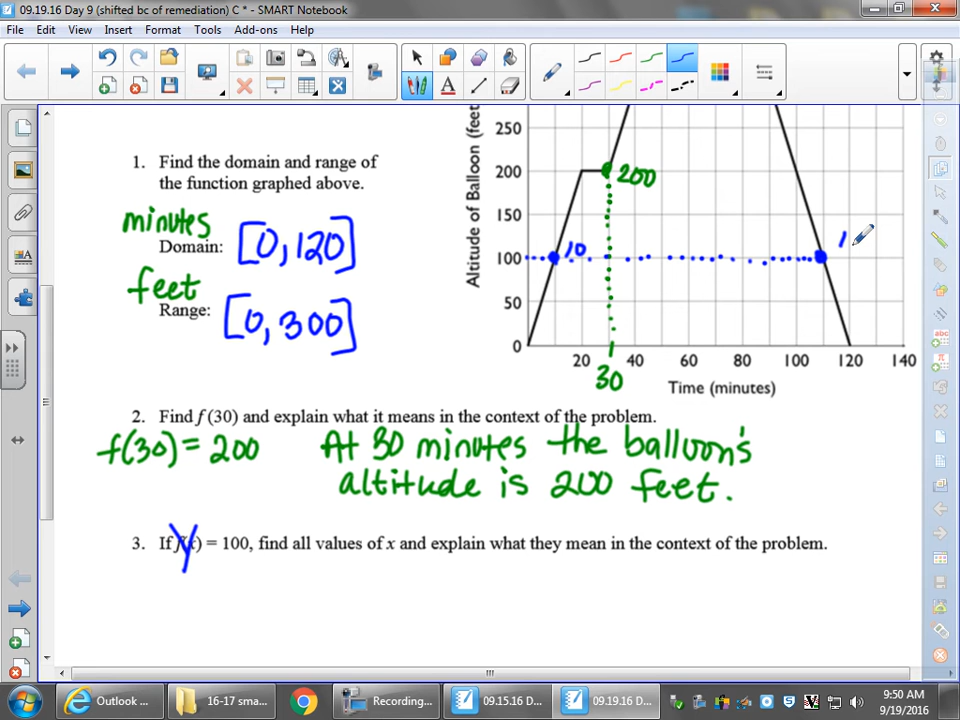 09.19.16 Day 9 (shifted bc of remediation) C * - SMART Notebook
File Edit View Insert Format Tools Add-ons Help
1. Find the domain and range of
the function graphed above.
minutes
Domain: [0, 120]
feet
Range: [0, 300]
Altitude of Balloon (feet
250
200
150
100
50
0
200
10
1
20 40 60 80 100 120 140
30
Time (minutes)
2. Find f (30) and explain what it means in the context of the problem.
f(30) = 200 At 30 minutes the balloon's
altitude is 200 feet.
3. If y = 100, find all values of x and explain what they mean in the context of the problem.
Outlook ...
16-17 sma...
Recording...
09.15.16 D...
09.19.16 D...
9:50 AM
9/19/2016